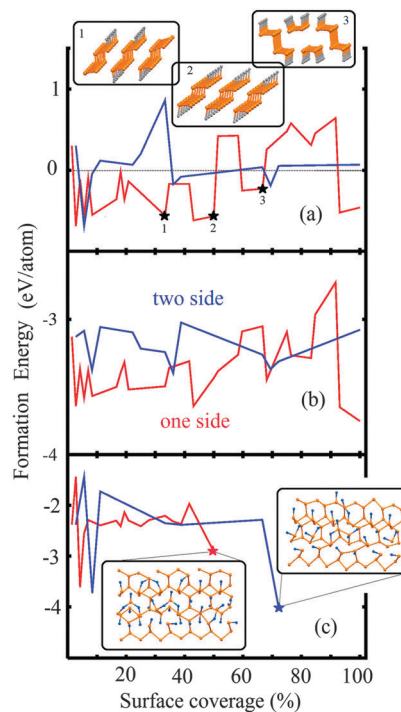 1
2
3
1
0
1
2
3
(a)
Formation Energy (eV/atom)
two side
-3
(b)
one side
-4
-2
-3
-4
(c)
20
40
60
80
100
Surface coverage (%)